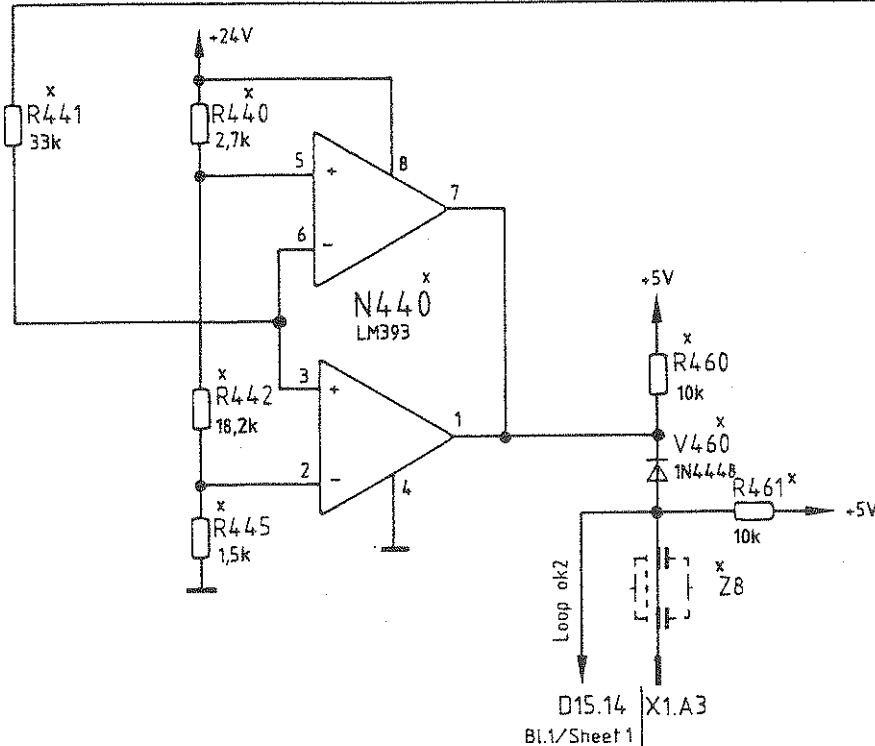 +24V
x
R441
33k
x
R440
2,7k
5
+
8
7
6
-
x
N440
LM393
+5V
x
R460
10k
x
R442
18,2k
3
+
1
2
-
4
x
V460
1N4448
x
R461
10k
+5V
x
R445
1,5k
Loop ok2
x
Z8
D15.14
X1.A3
Bl.1/Sheet 1